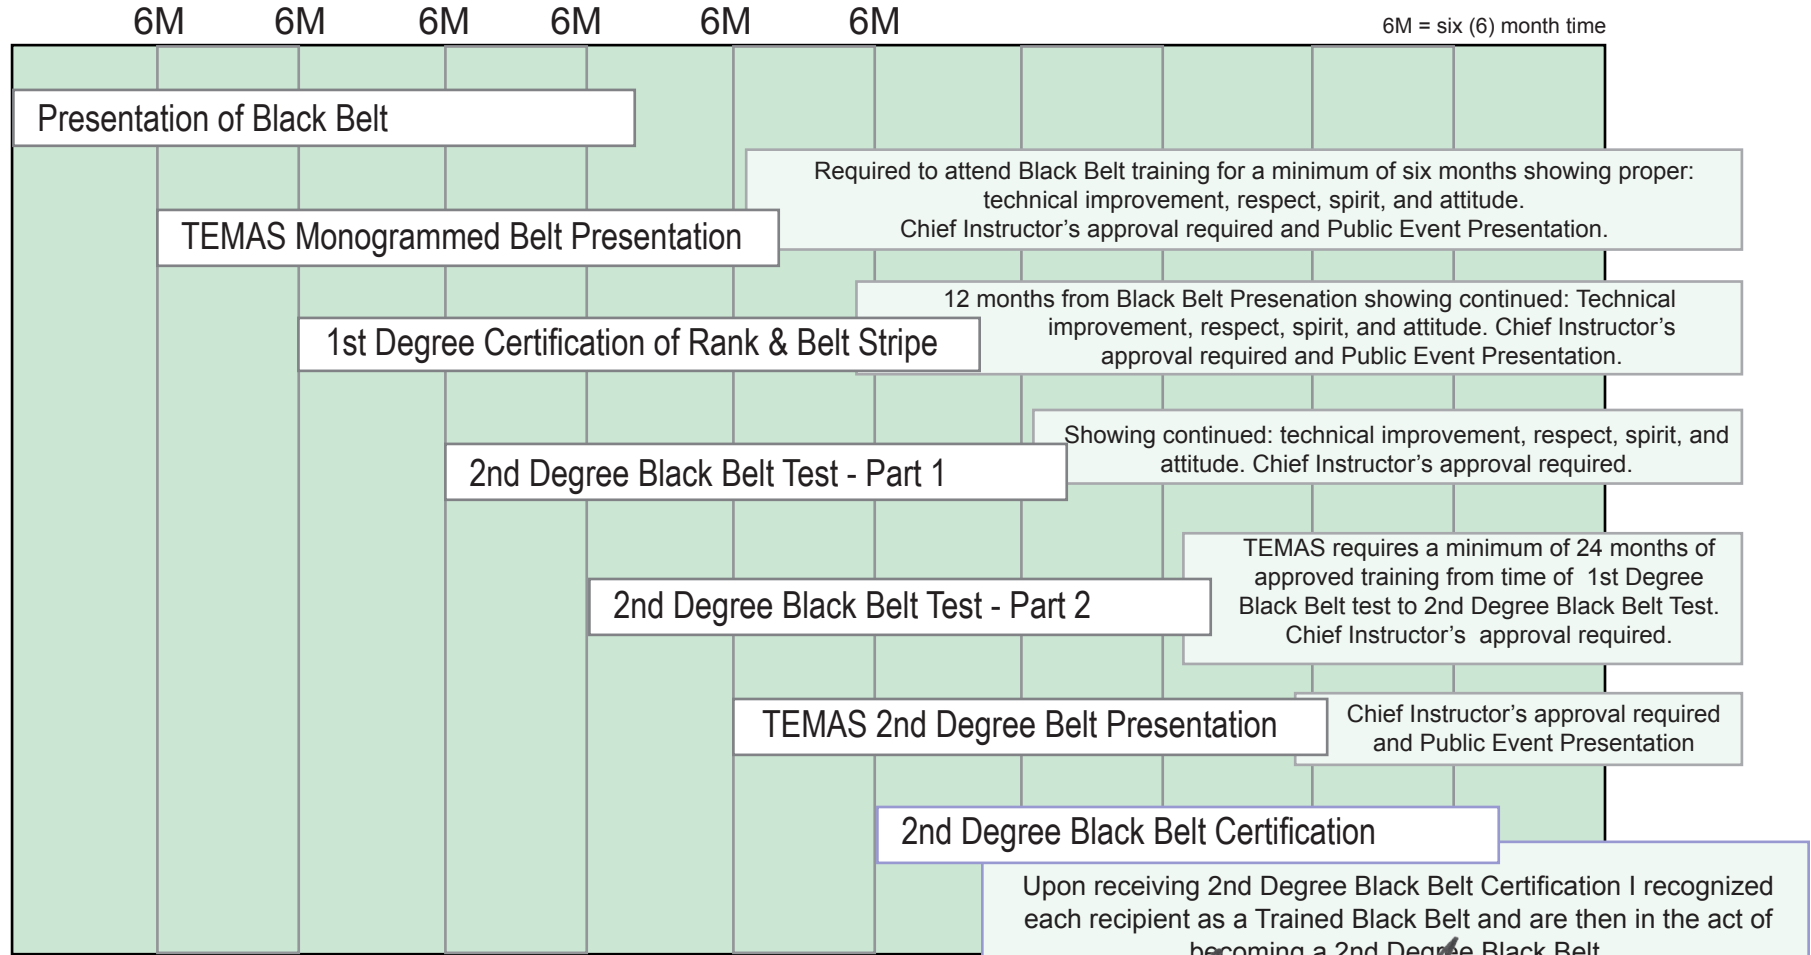 6M 6M 6M 6M 6M 6M
6M = six (6) month time
Presentation of Black Belt
Required to attend Black Belt training for a minimum of six months showing proper:
technical improvement, respect, spirit, and attitude.
Chief Instructor’s approval required and Public Event Presentation.
TEMAS Monogrammed Belt Presentation
12 months from Black Belt Presenation showing continued: Technical
improvement, respect, spirit, and attitude. Chief Instructor’s
approval required and Public Event Presentation.
1st Degree Certification of Rank & Belt Stripe
Showing continued: technical improvement, respect, spirit, and
attitude. Chief Instructor’s approval required.
2nd Degree Black Belt Test - Part 1
TEMAS requires a minimum of 24 months of
approved training from time of 1st Degree
Black Belt test to 2nd Degree Black Belt Test.
Chief Instructor’s approval required.
2nd Degree Black Belt Test - Part 2
TEMAS 2nd Degree Belt Presentation
Chief Instructor’s approval required
and Public Event Presentation
2nd Degree Black Belt Certification
Upon receiving 2nd Degree Black Belt Certification I recognized
each recipient as a Trained Black Belt and are then in the act of
becoming a 2nd Degree Black Belt